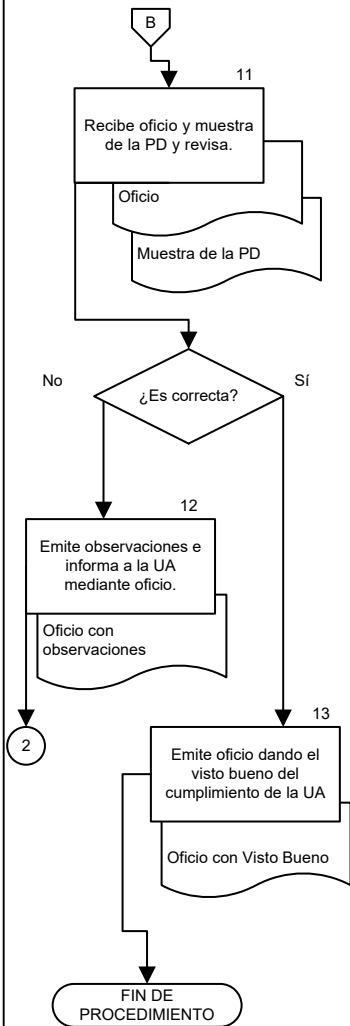 B
11
Recibe oficio y muestra
de la PD y revisa.
Oficio
Muestra de la PD
No
¿Es correcta?
Sí
12
Emite observaciones e
informa a la UA
mediante oficio.
Oficio con
observaciones
2
13
Emite oficio dando el
visto bueno del
cumplimiento de la UA
Oficio con Visto Bueno
FIN DE
PROCEDIMIENTO